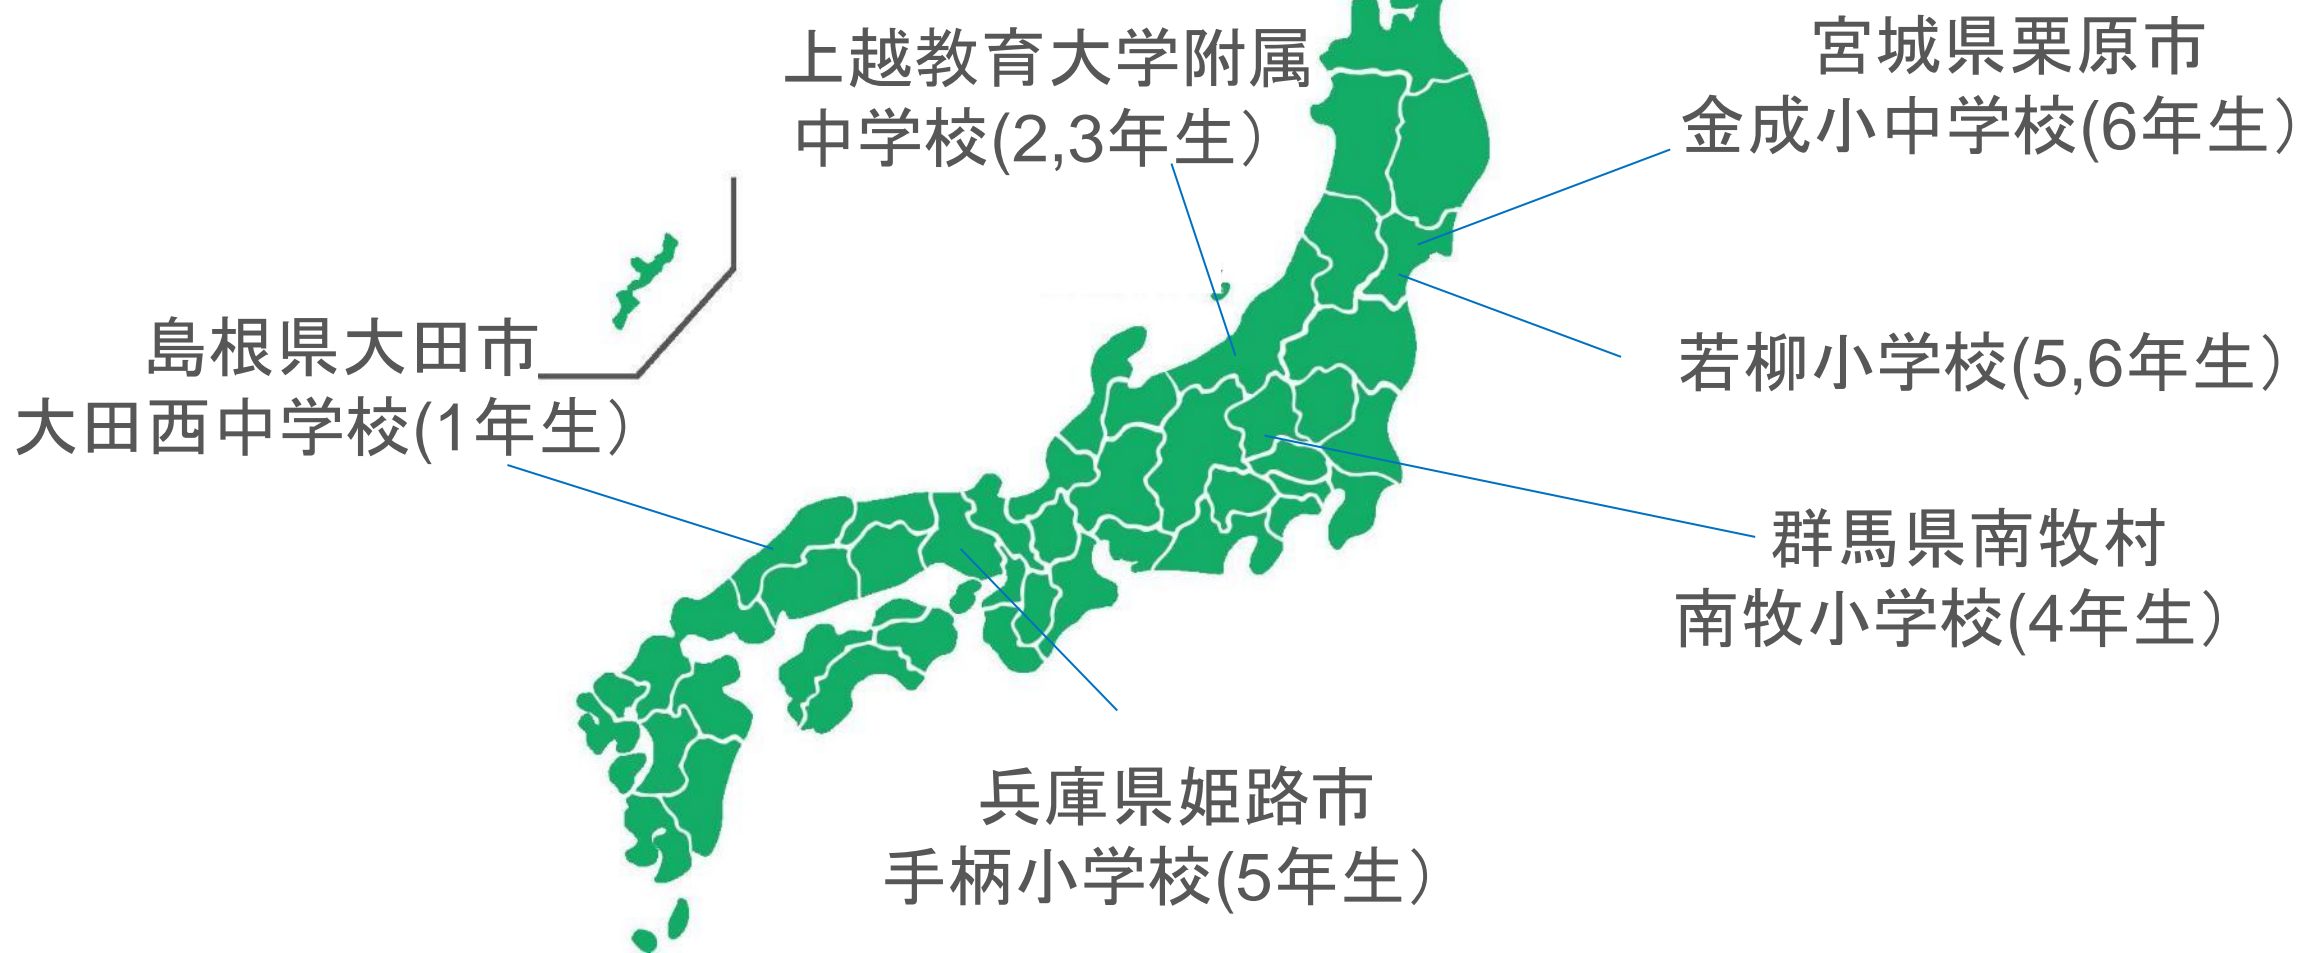 上越教育大学附属
中学校(2,3年生）
宮城県栗原市
金成小中学校(6年生）
島根県大田市
大田西中学校(1年生）
若柳小学校(5,6年生）
群馬県南牧村
南牧小学校(4年生）
兵庫県姫路市
手柄小学校(5年生）